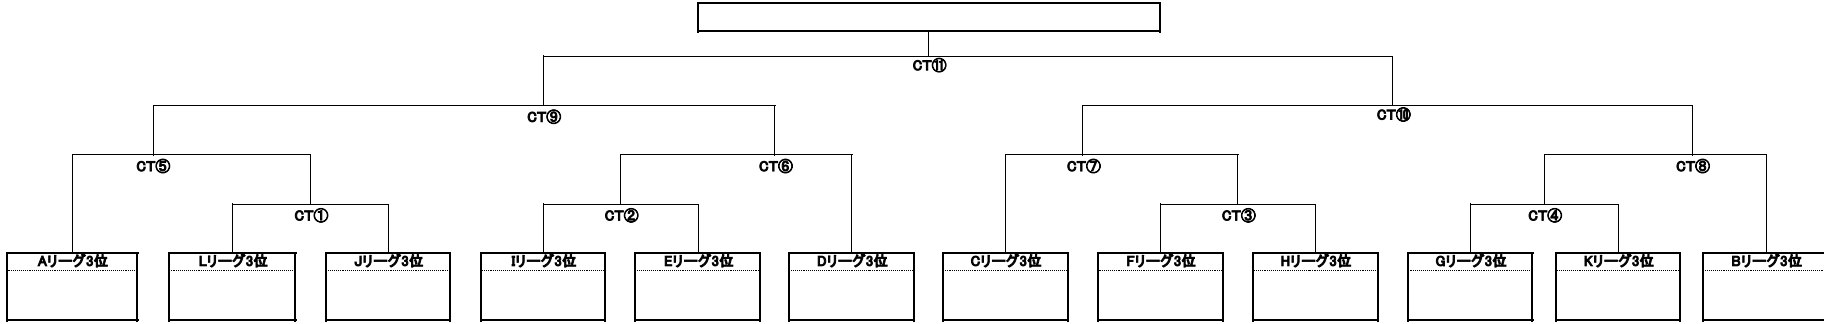 CT⑪
CT⑨
CT⑩
CT⑤
CT⑥
CT⑦
CT⑧
CT①
CT②
CT③
CT④
Aリーグ3位
Lリーグ3位
Jリーグ3位
Iリーグ3位
Eリーグ3位
Dリーグ3位
Cリーグ3位
Fリーグ3位
Hリーグ3位
Gリーグ3位
Kリーグ3位
Bリーグ3位